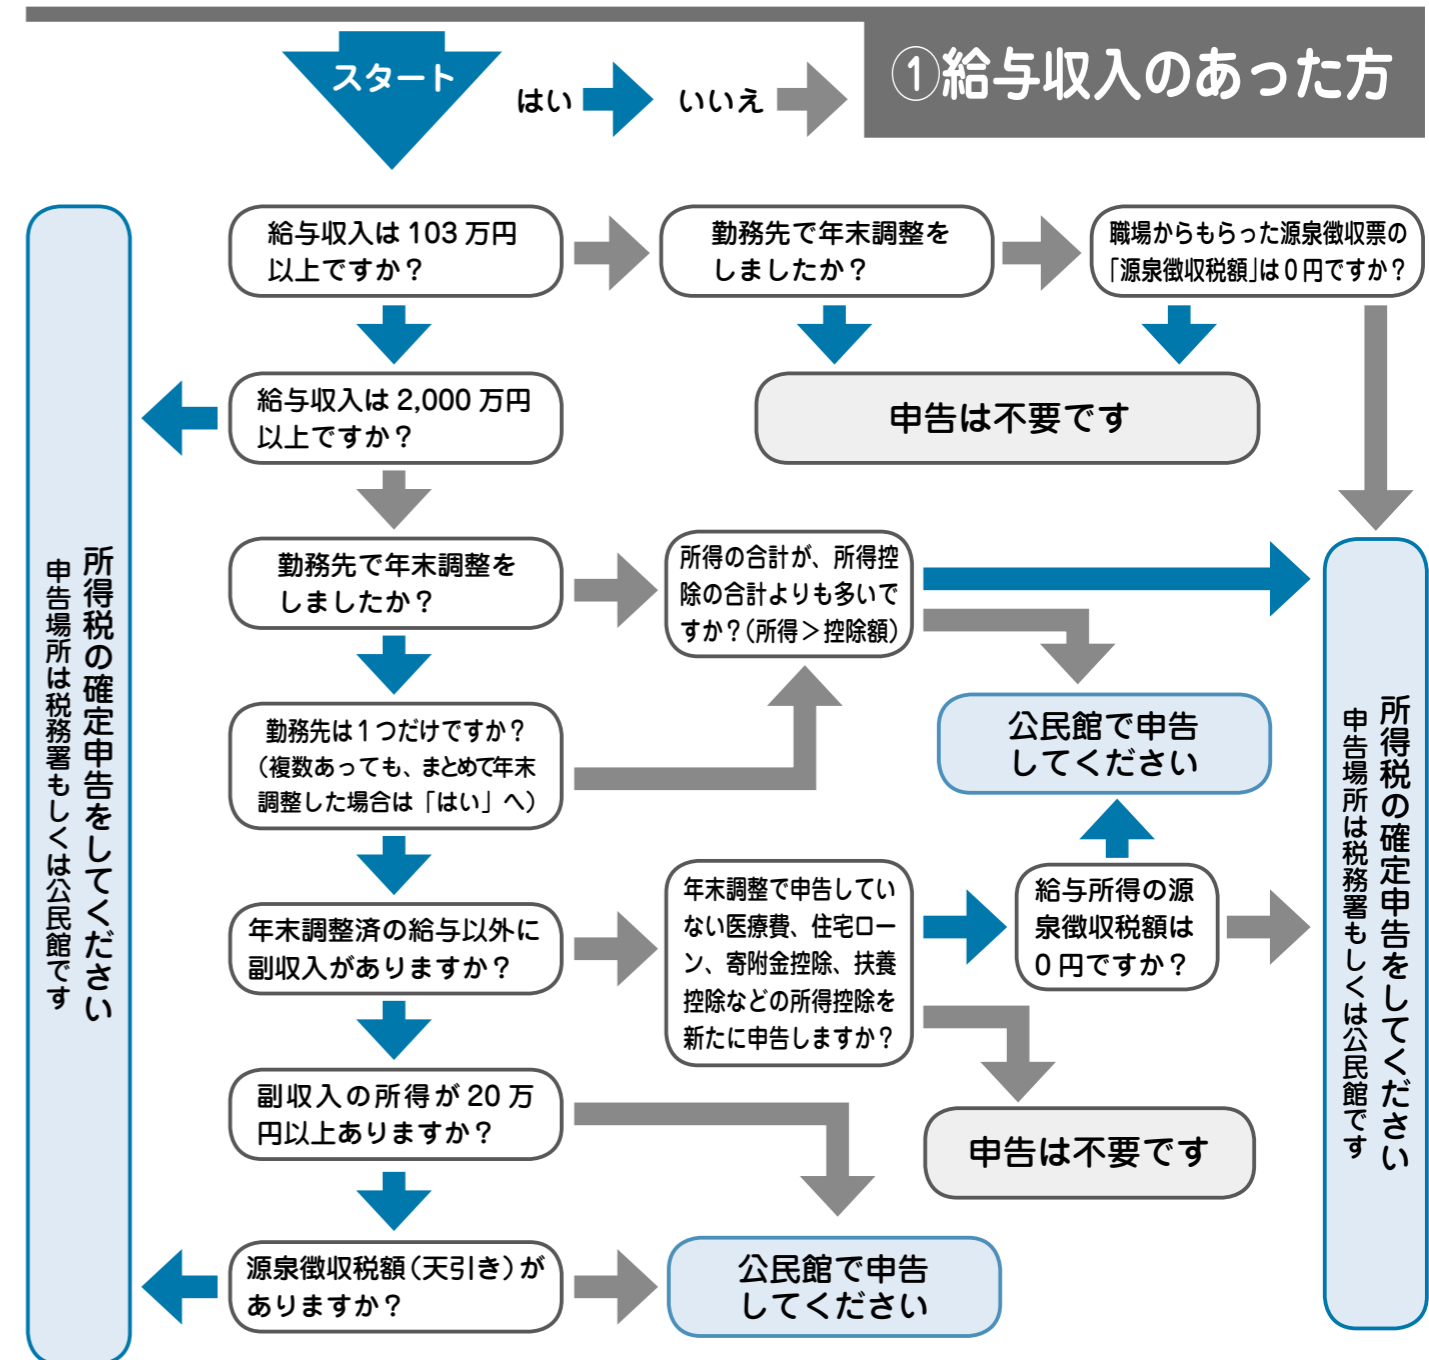 スタート
はい
いいえ
①給与収入のあった方
給与収入は 103 万円
以上ですか？
勤務先で年末調整を
しましたか？
職場からもらった源泉徴収票の
「源泉徴収税額」は０円ですか？
給与収入は 2,000 万円
以上ですか？
申告は不要です
勤務先で年末調整を
しましたか？
所得の合計が、所得控
除の合計よりも多いで
すか？（所得＞控除額）
勤務先は１つだけですか？
（複数あっても、まとめて年末
調整した場合は「はい」へ）
公民館で申告
してください
年末調整済の給与以外に
副収入がありますか？
年末調整で申告してい
ない医療費、住宅ロー
ン、寄附金控除、扶養
控除などの所得控除を
新たに申告しますか？
給与所得の源
泉徴収税額は
０円ですか？
副収入の所得が 20 万
円以上ありますか？
申告は不要です
源泉徴収税額（天引き）が
ありますか？
公民館で申告
してください
所得税の確定申告をしてください
申告場所は税務署もしくは公民館です
所得税の確定申告をしてください
申告場所は税務署もしくは公民館です